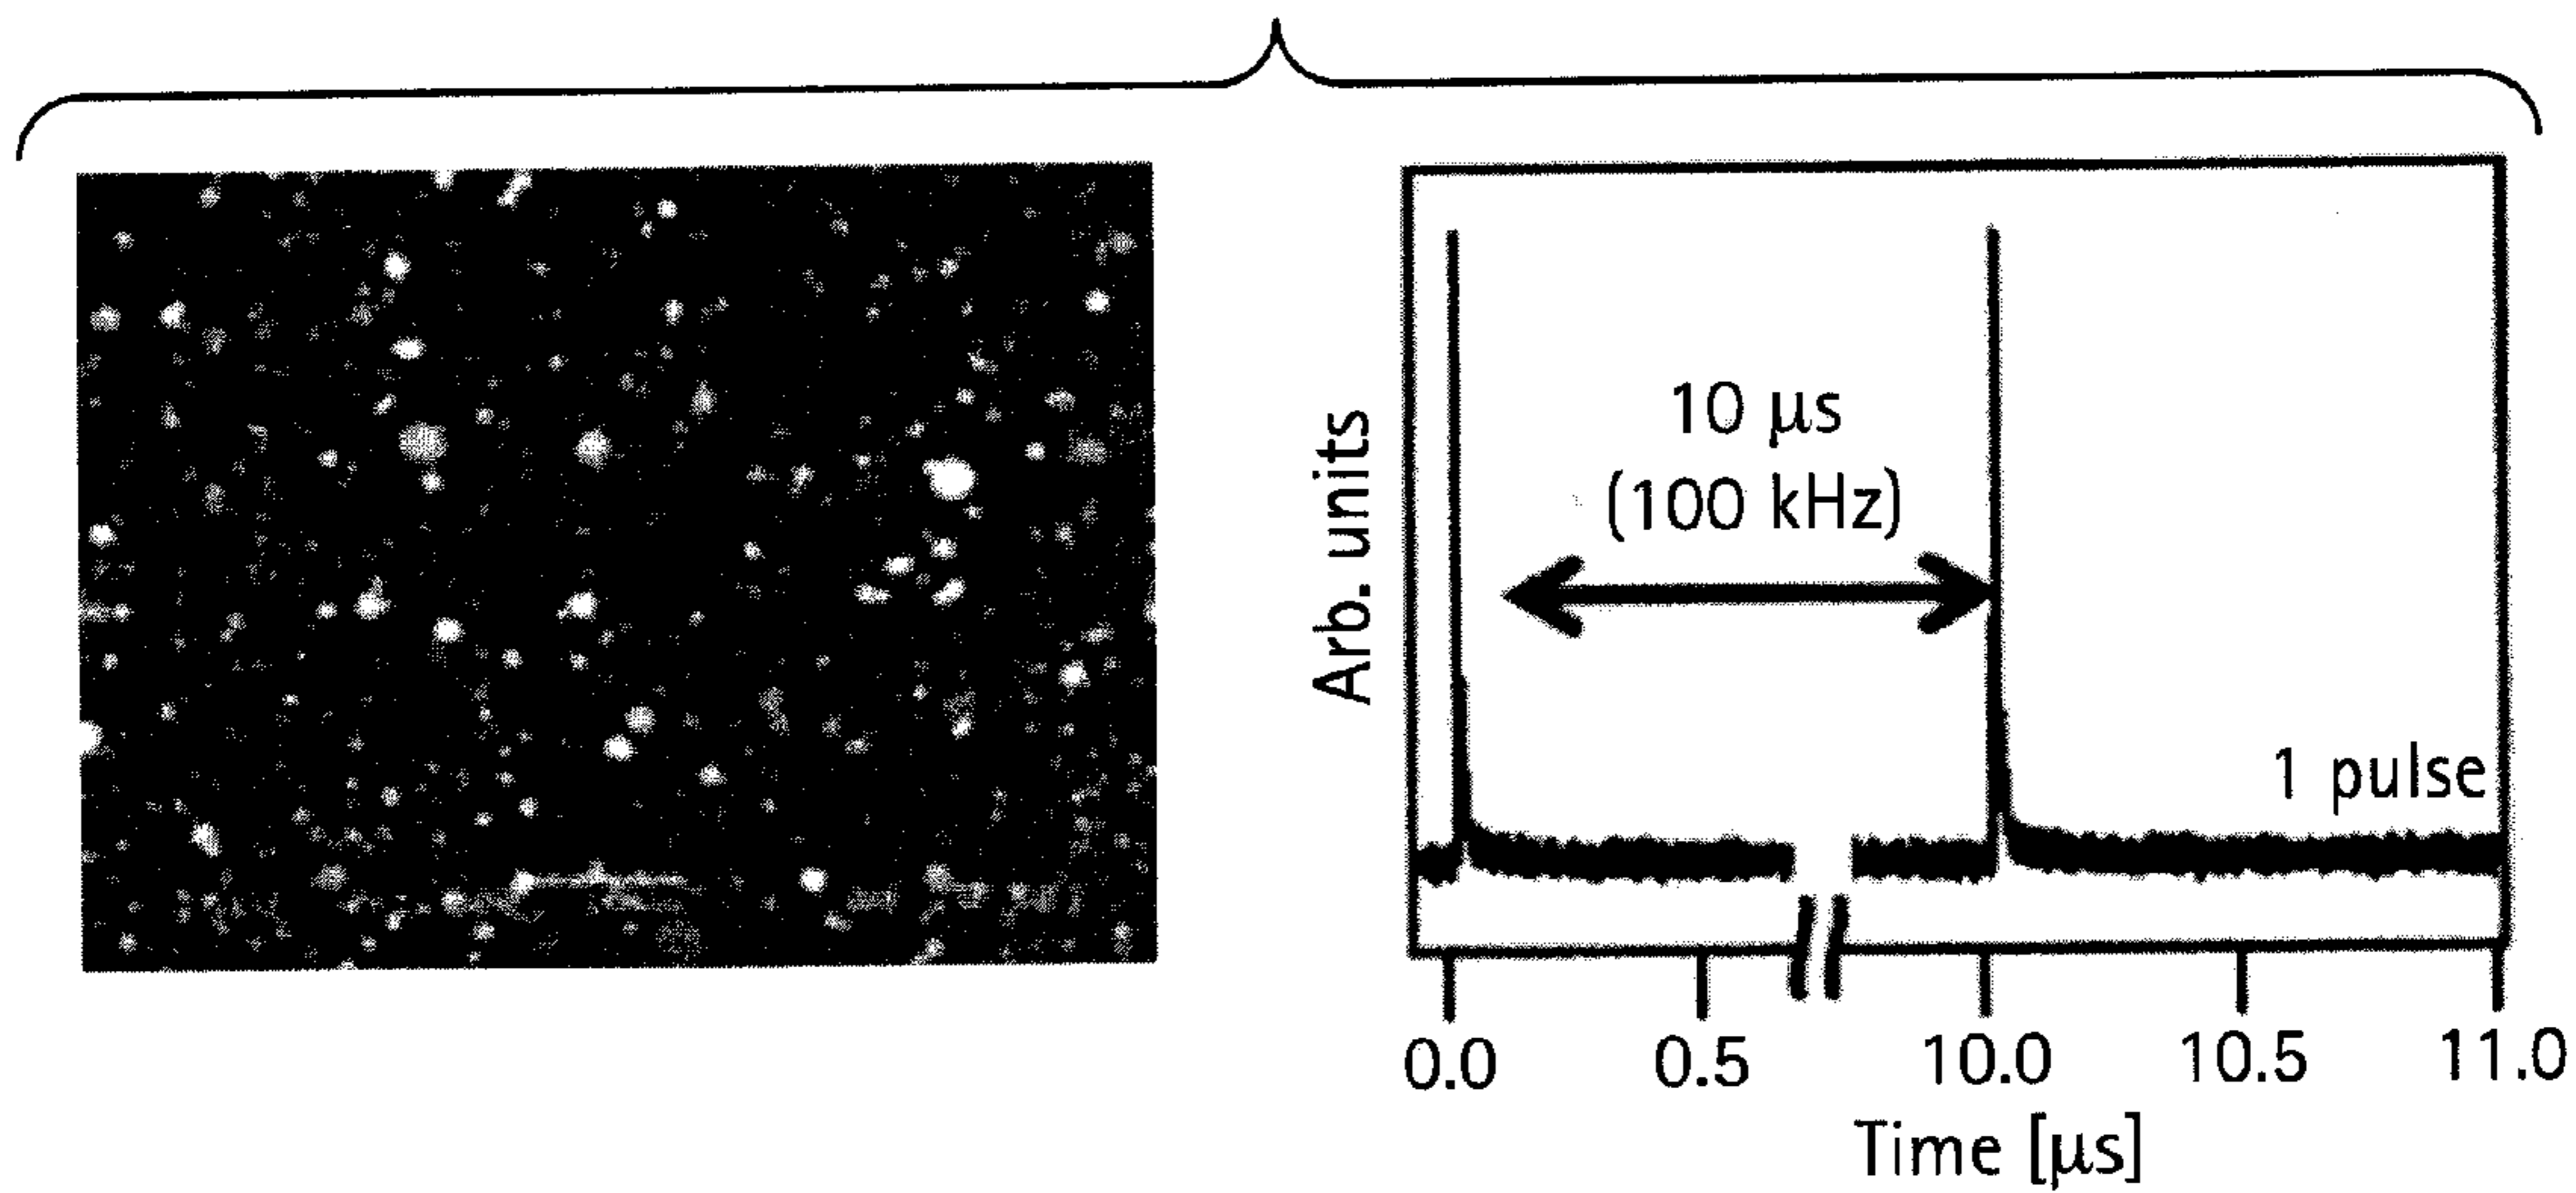 10 μs
(100 kHz)
Arb. units
1 pulse
0.0 0.5 10.0 10.5 11.0
Time [μs]